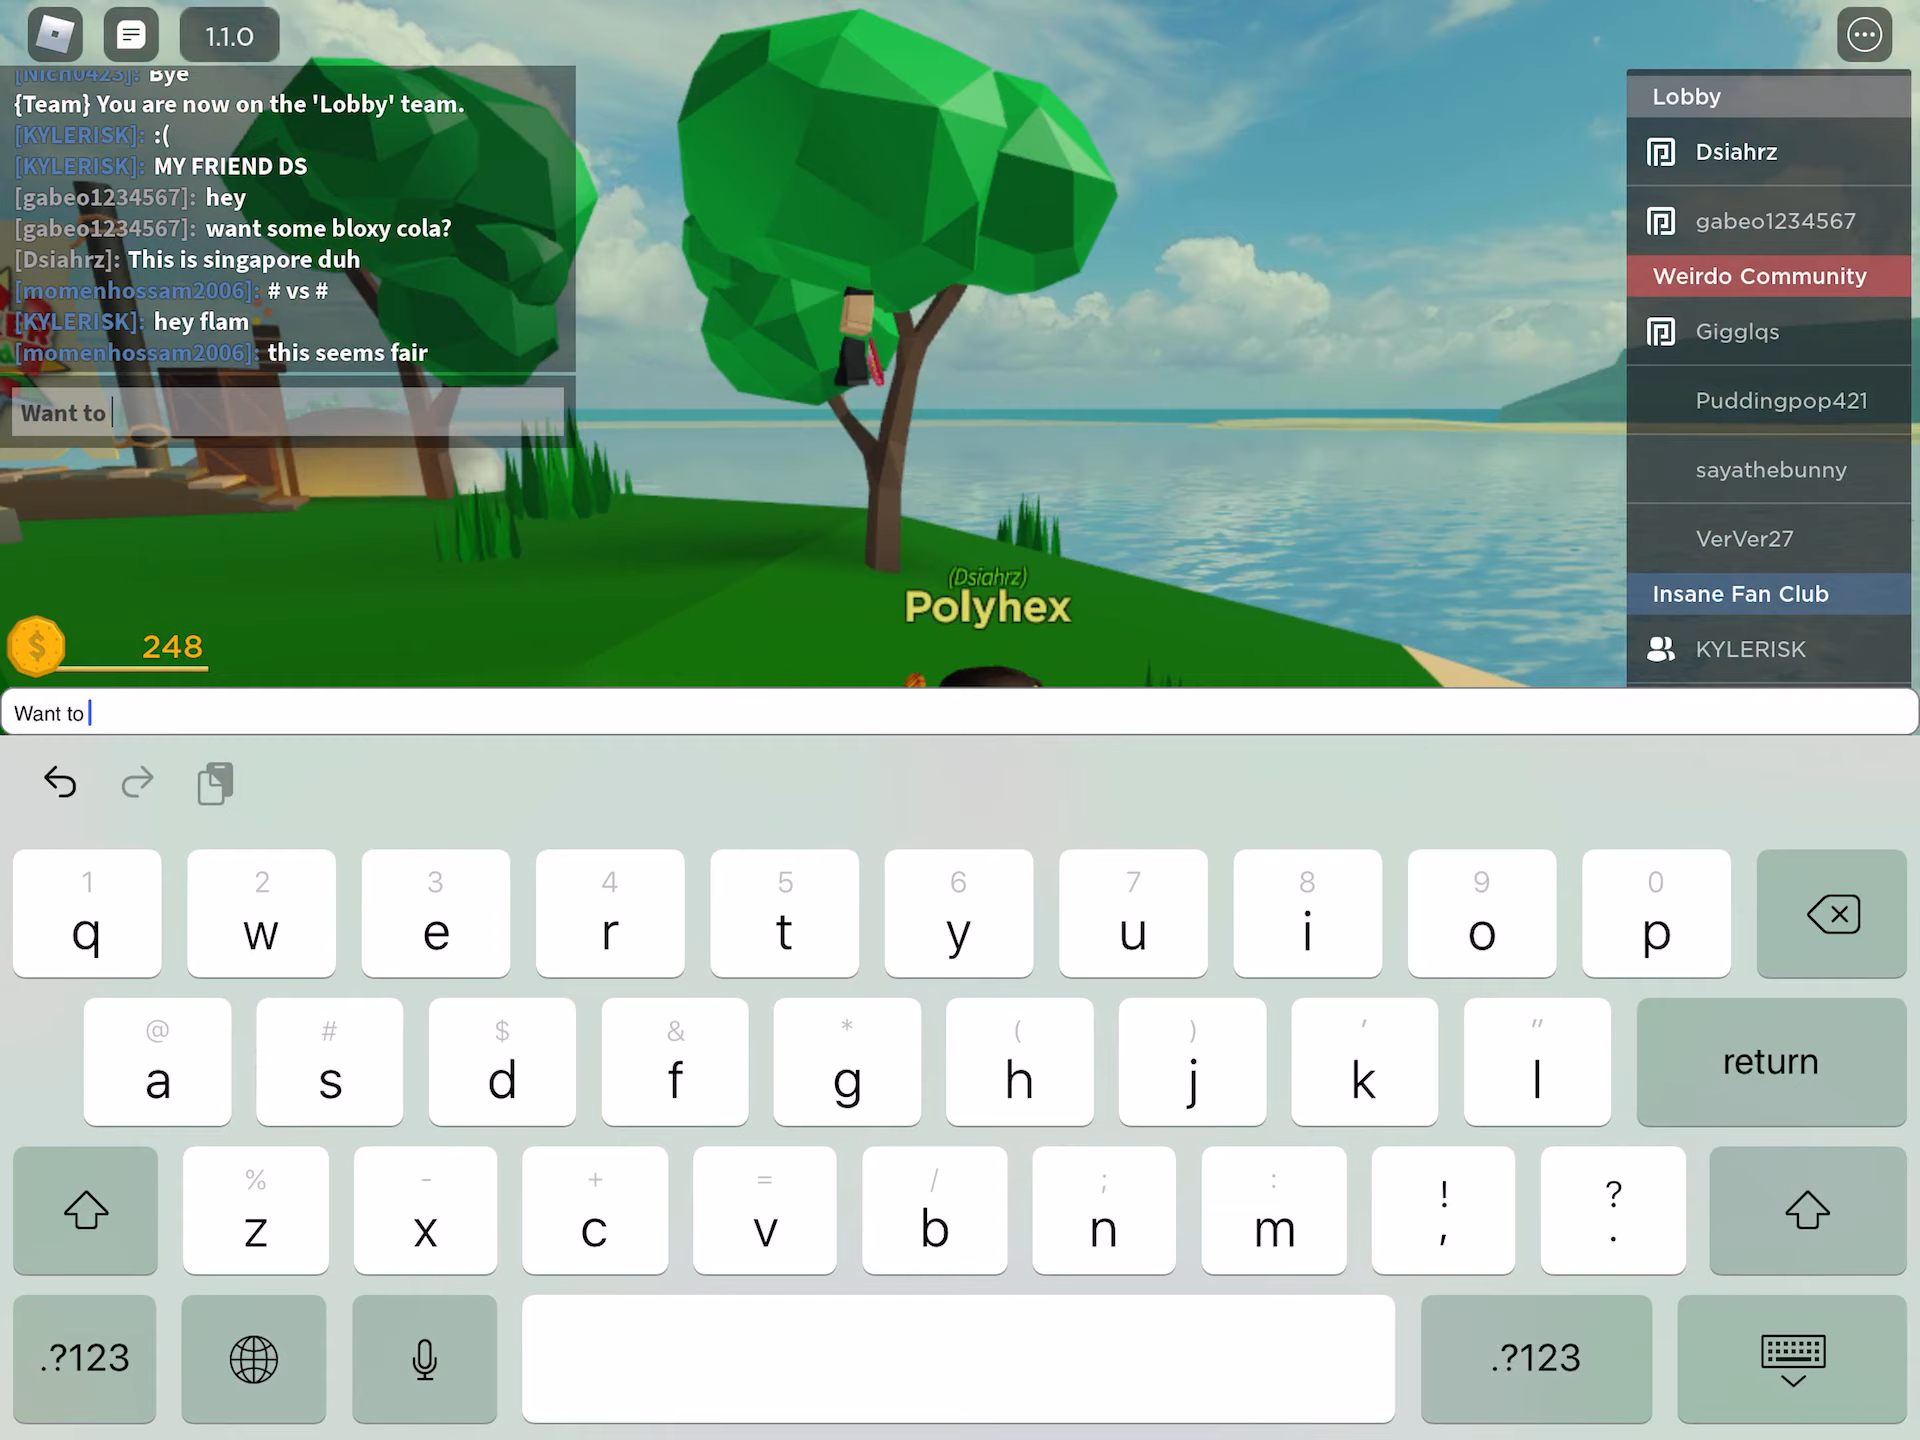 1.1.0
[Nich0423]: Bye
{Team} You are now on the 'Lobby' team.
[KYLERISK]: :(
[KYLERISK]: MY FRIEND DS
[gabeo1234567]: hey
[gabeo1234567]: want some bloxy cola?
[Dsiahrz]: This is singapore duh
[momenhossam2006]: # vs #
[KYLERISK]: hey flam
[momenhossam2006]: this seems fair
Want to
Lobby
Dsiahrz
gabeo1234567
Weirdo Community
Gigglqs
Puddingpop421
sayathebunny
VerVer27
Insane Fan Club
KYLERISK
(Dsiahrz)
Polyhex
$ 248
Want to
1 2 3 4 5 6 7 8 9 0
q w e r t y u i o p
@ # $ & * ( ) ' "
a s d f g h j k l return
% - + = / ; : ! ?
z x c v b n m , .
.?123 .?123